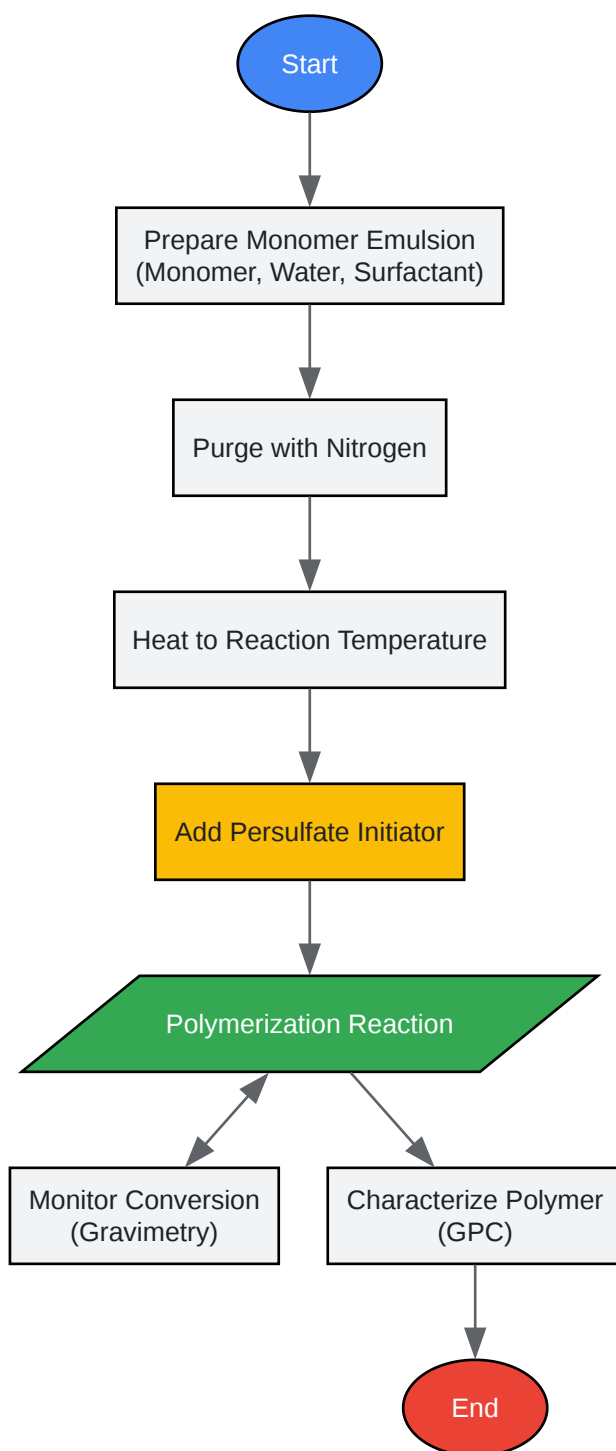 Start
Prepare Monomer Emulsion
(Monomer, Water, Surfactant)
Purge with Nitrogen
Heat to Reaction Temperature
Add Persulfate Initiator
Polymerization Reaction
Monitor Conversion
(Gravimetry)
Characterize Polymer
(GPC)
End